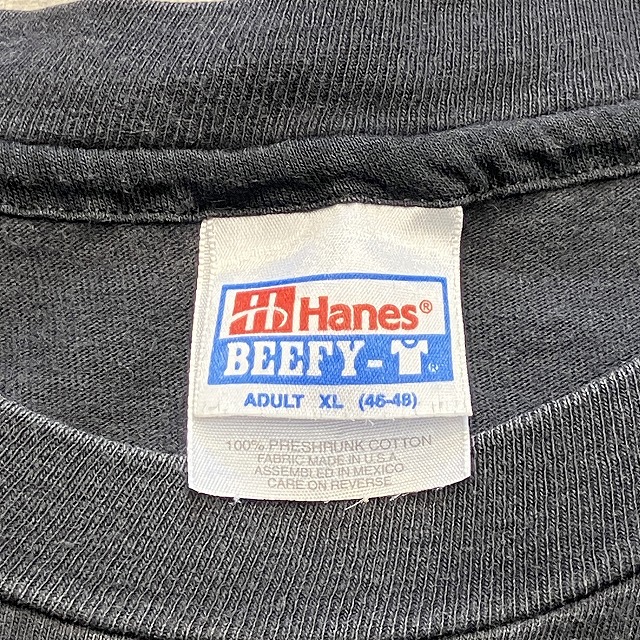 Hanes®
BEEFY-T®
ADULT XL (46-48)
100% PRESHRUNK COTTON
FABRIC MADE IN U.S.A.
ASSEMBLED IN MEXICO
CARE ON REVERSE